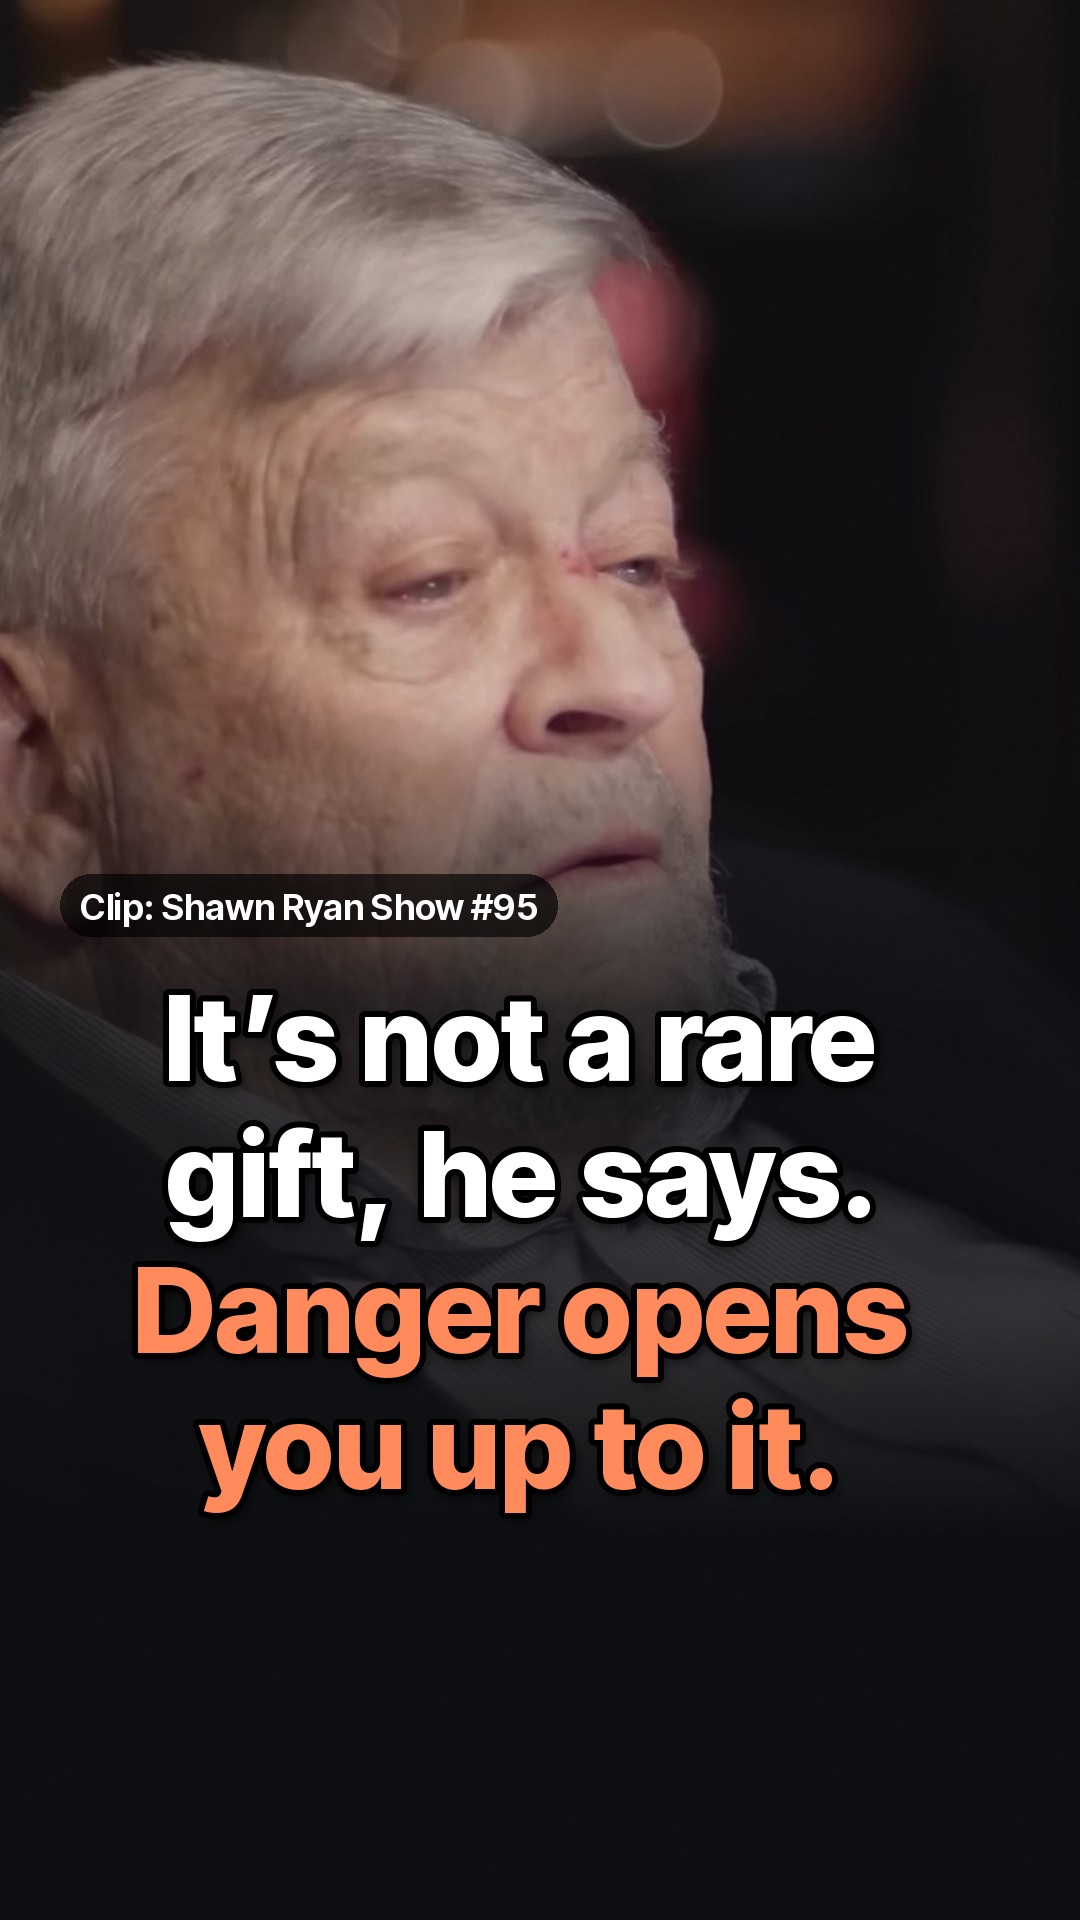 Clip: Shawn Ryan Show #95
It’s not a rare
gift, he says.
Danger opens
you up to it.